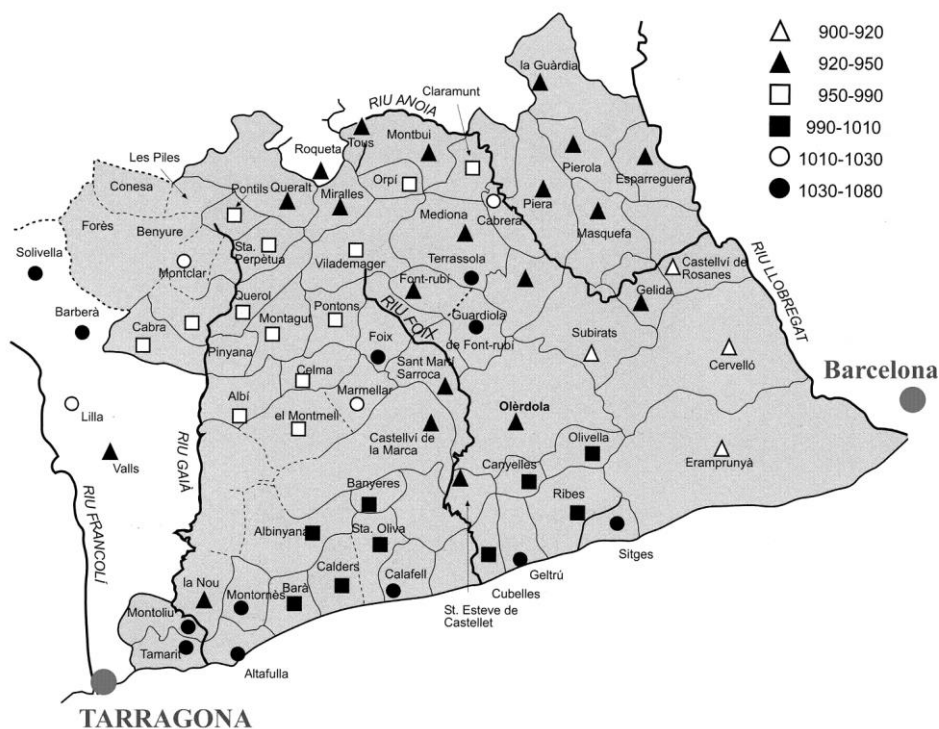 900-920
920-950
950-990
990-1010
1010-1030
1030-1080
la Guàrdia
Claramunt
RIU ANOIA
Tous
Montbui
Roqueta
Les Piles
Conesa
Pontils
Queralt
Miralles
Orpí
Pierola
Esparreguera
Piera
Cabrera
Mediona
Masquefa
Forès
Benyure
Sta.
Perpètua
Vilademager
Terrassola
Solivella
Montclar
Castellví de
Rosanes
RIU LLOBREGAT
Font-rubí
Gelida
Querol
Pontons
Barberà
Cabra
Montagut
Pinyana
RIU FOIX
Guardiola
de Font-rubí
Foix
Subirats
Cervelló
Barcelona
Sant Martí
Sarroca
Celma
Marmellar
Albí
el Montmell
Lilla
Olèrdola
Castellví de
la Marca
Olivella
Eramprunyà
Valls
RIU GAIÀ
Canyelles
Banyeres
Ribes
RIU FRANCOLÍ
Albinyana
Sta. Oliva
Sitges
Calders
Calafell
Geltrú
Cubelles
la Nou
Montornès
Barà
St. Esteve de
Castellet
Montoliu
Tamarit
Altafulla
TARRAGONA